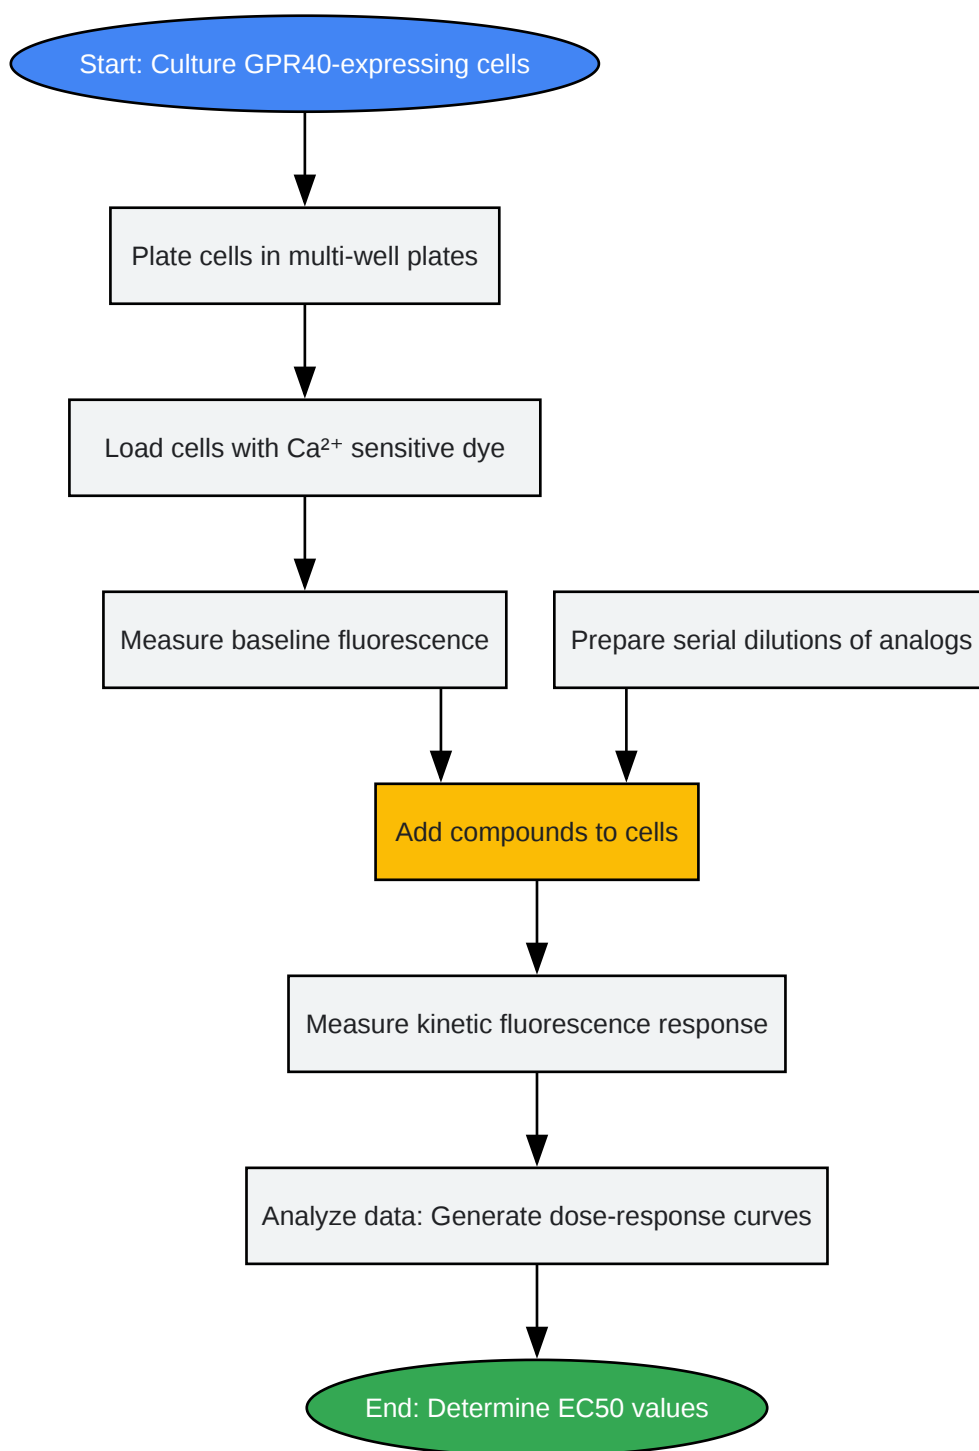 Start: Culture GPR40-expressing cells
Plate cells in multi-well plates
Load cells with Ca²⁺ sensitive dye
Measure baseline fluorescence
Prepare serial dilutions of analogs
Add compounds to cells
Measure kinetic fluorescence response
Analyze data: Generate dose-response curves
End: Determine EC50 values